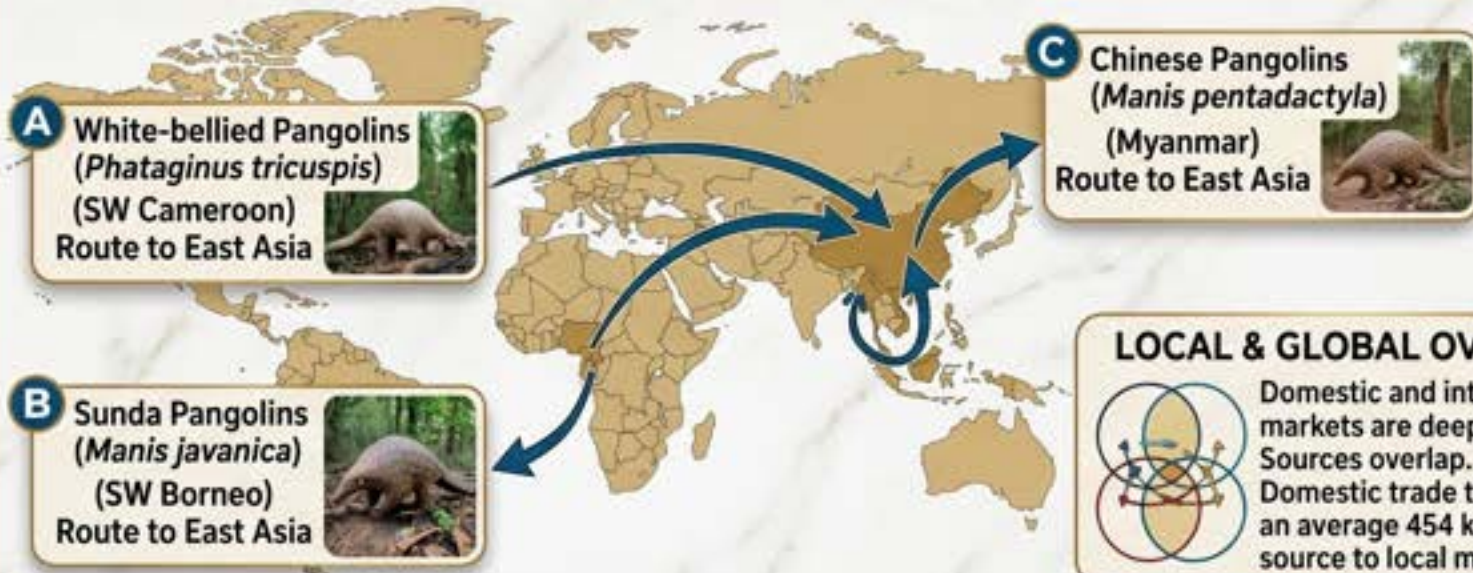 A
White-bellied Pangolins
(Phataginus tricuspis)
(SW Cameroon)
Route to East Asia
B
Sunda Pangolins
(Manis javanica)
(SW Borneo)
Route to East Asia
C
Chinese Pangolins
(Manis pentadactyla)
(Myanmar)
Route to East Asia
LOCAL & GLOBAL OV
Domestic and int
markets are deep
Sources overlap.
Domestic trade t
an average 454 k
source to local m